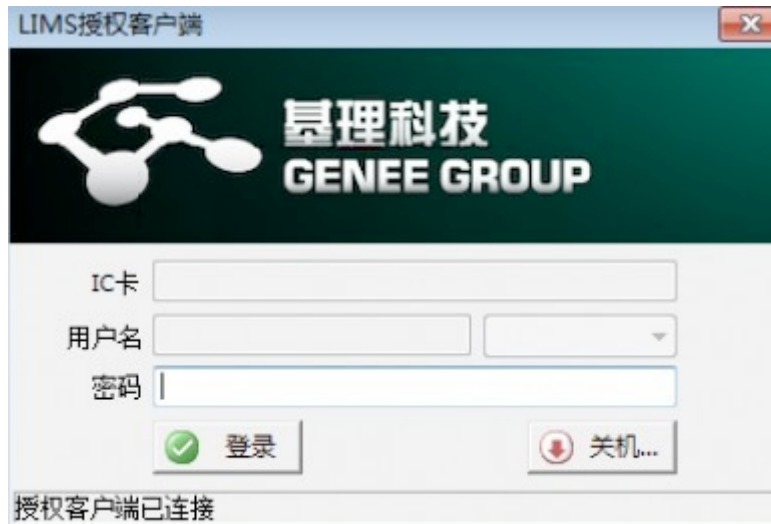 LIMS授权客户端
基理科技
GENEE GROUP
IC卡
用户名
密码
登录
关机...
授权客户端已连接